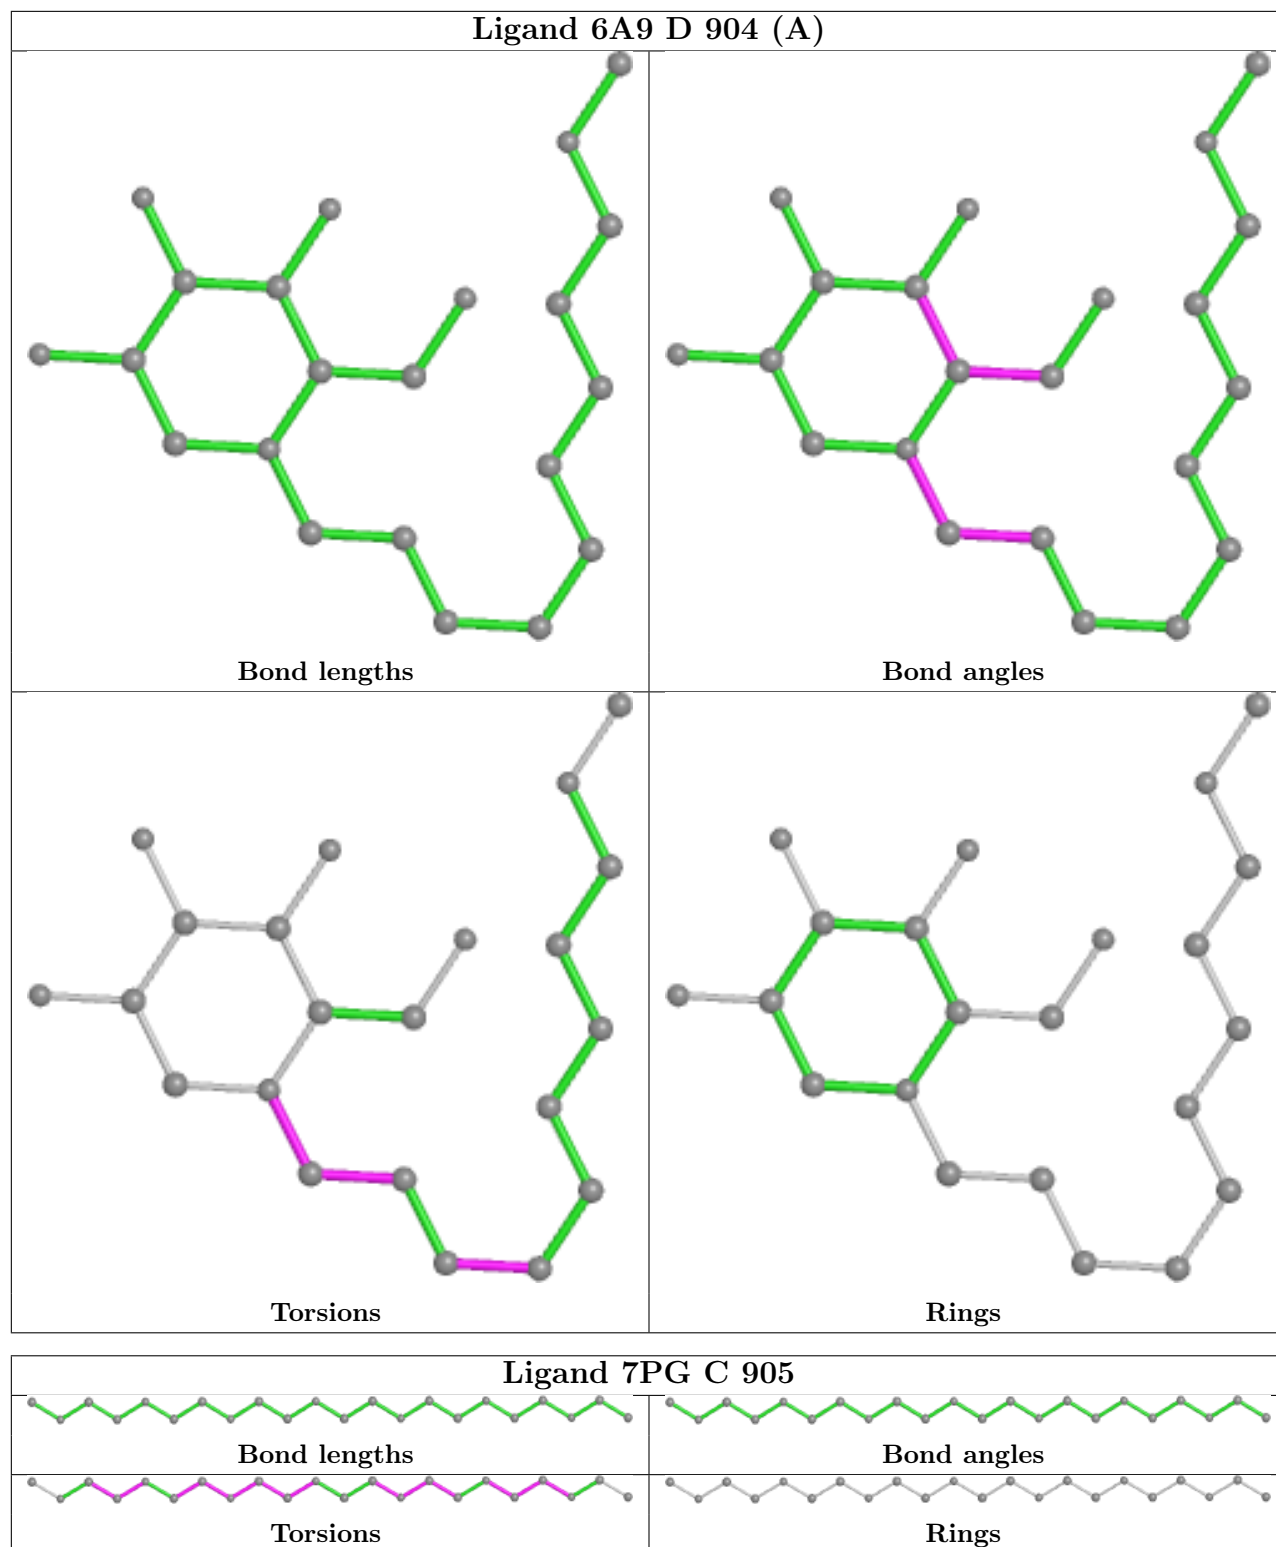 Ligand 6A9 D 904 (A)
Bond lengths
Bond angles
Torsions
Rings
Ligand 7PG C 905
Bond lengths
Bond angles
Torsions
Rings